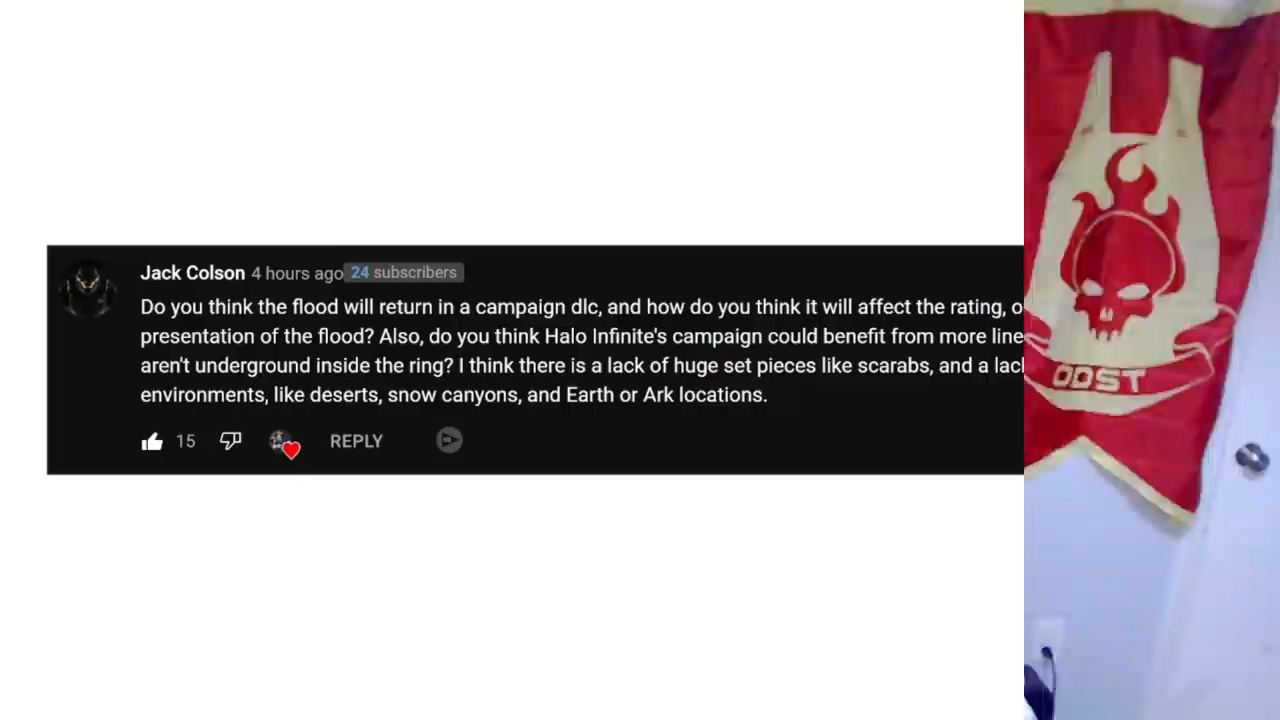 Jack Colson 4 hours ago 24 subscribers
Do you think the flood will return in a campaign dlc, and how do you think it will affect the rating, o
presentation of the flood? Also, do you think Halo Infinite's campaign could benefit from more line
aren't underground inside the ring? I think there is a lack of huge set pieces like scarabs, and a lac
environments, like deserts, snow canyons, and Earth or Ark locations.
15 REPLY
ODST